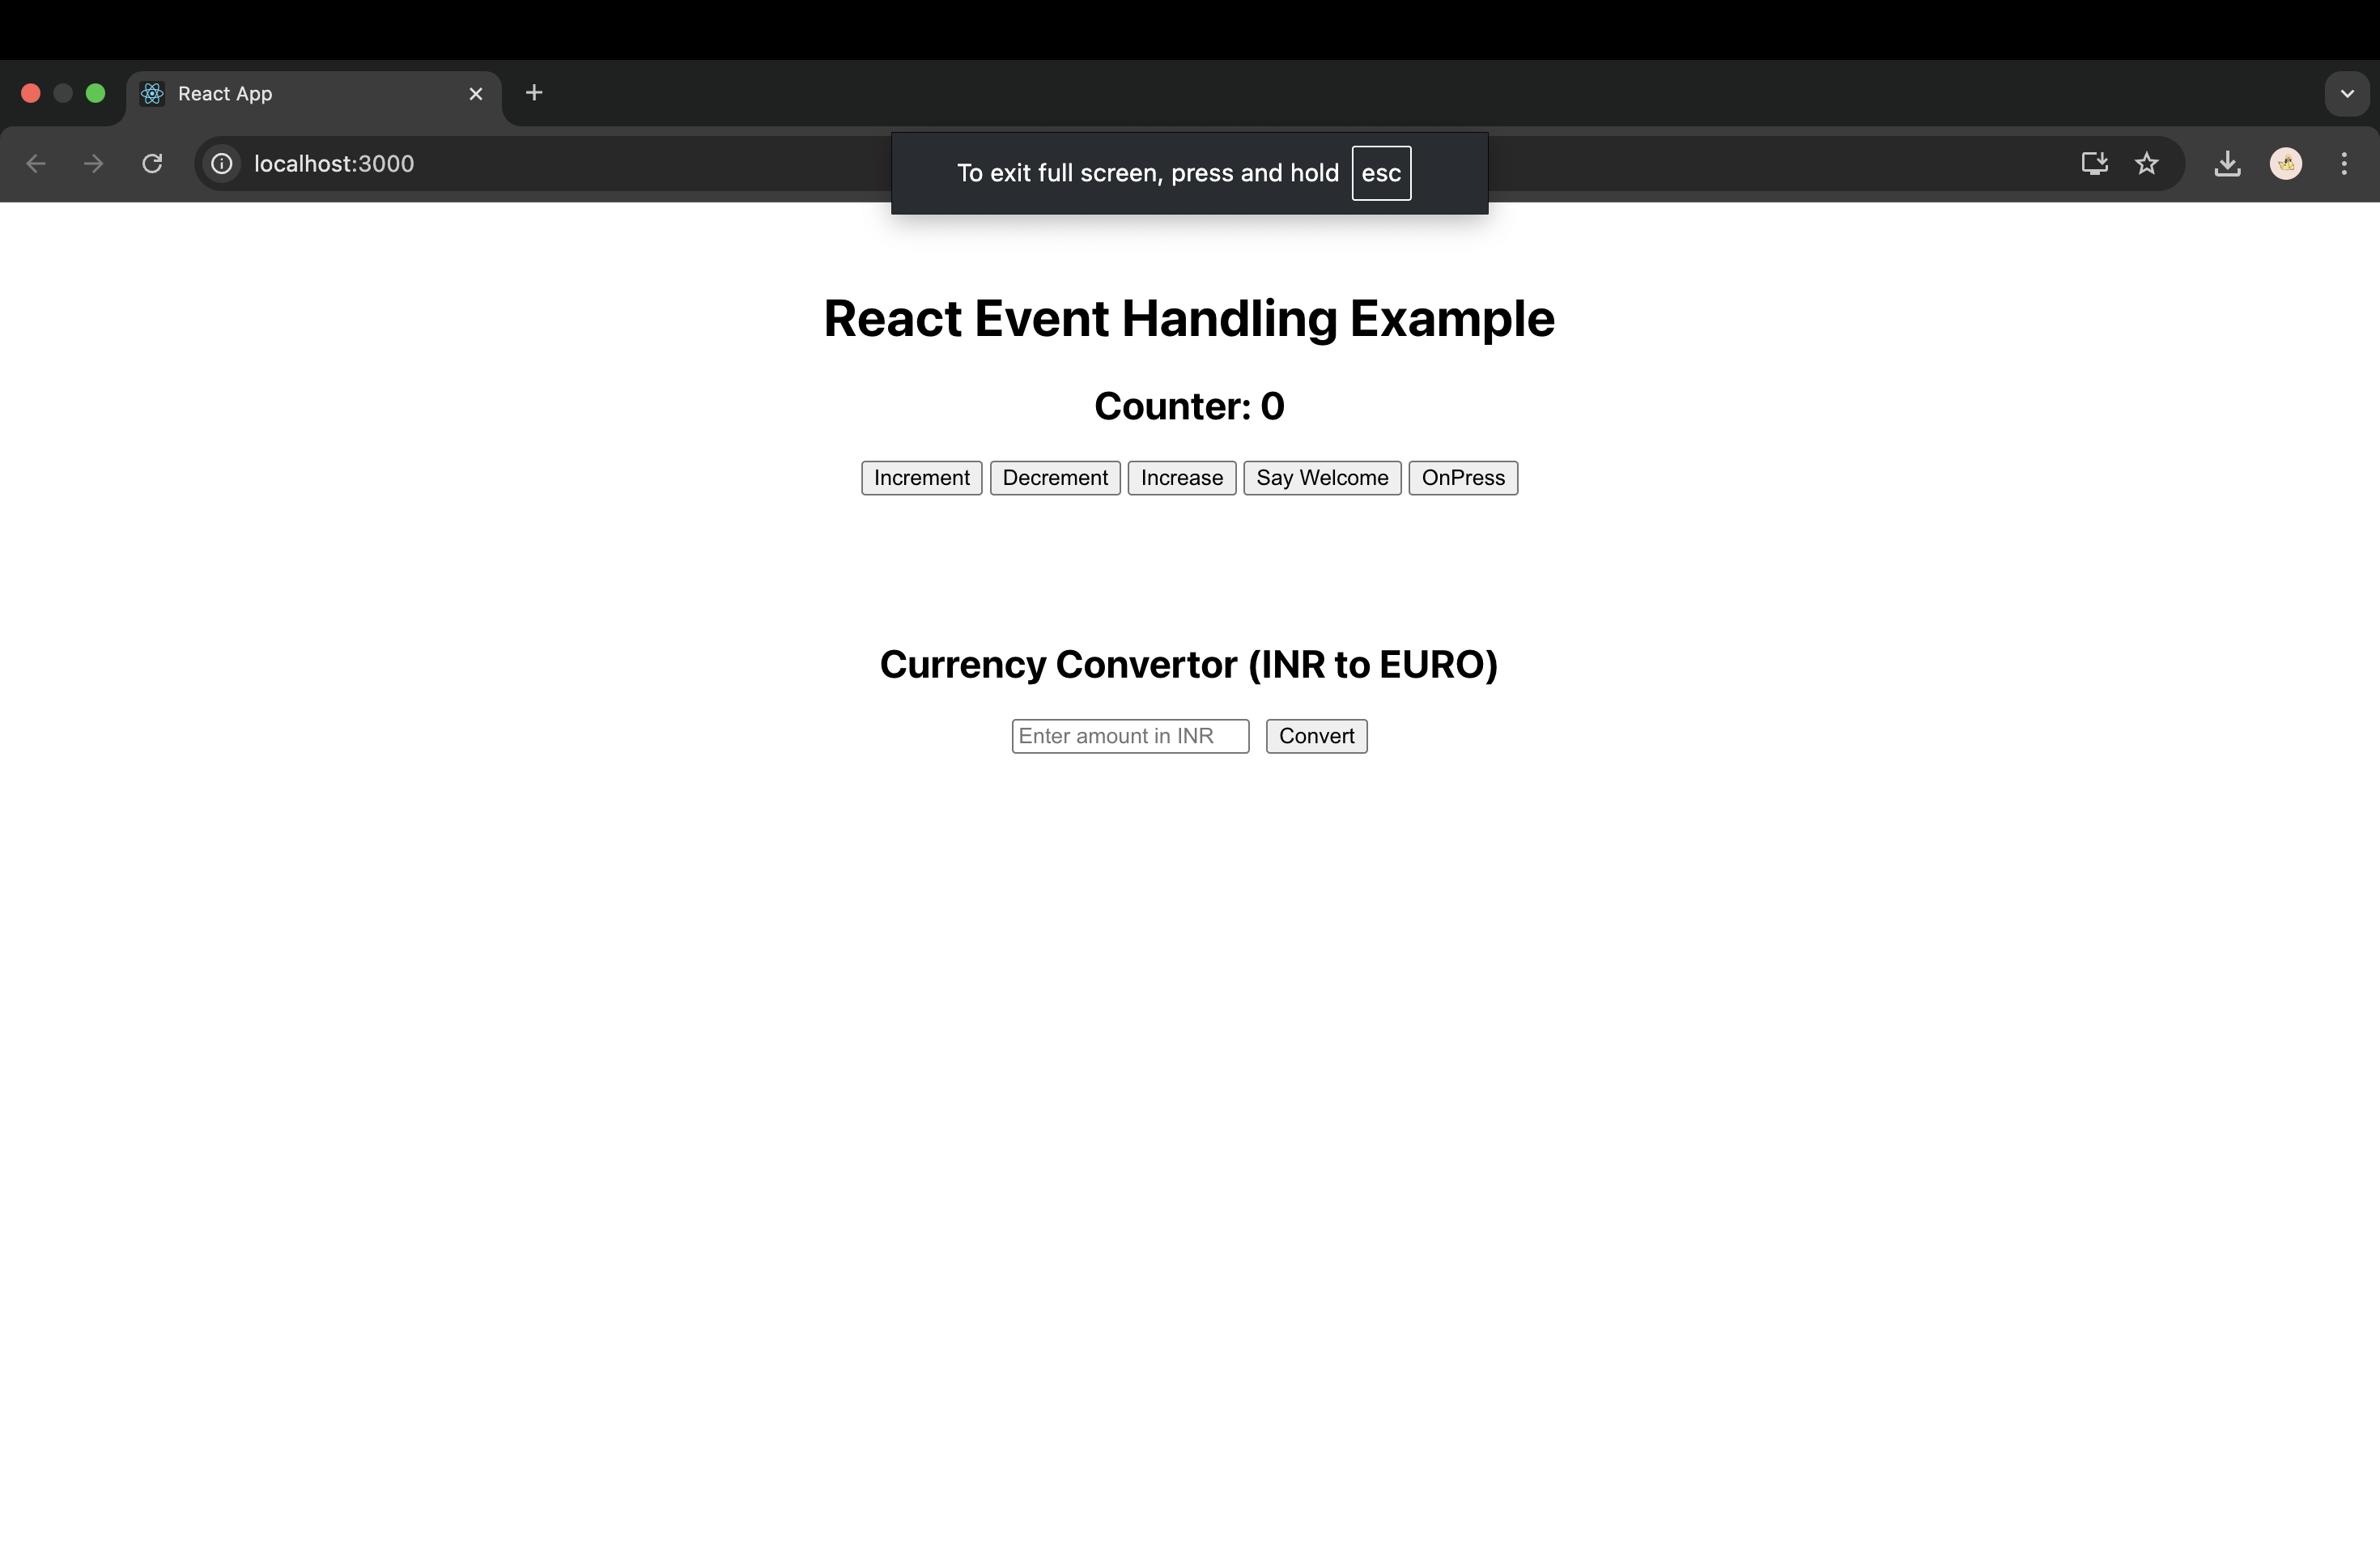 React App
localhost:3000
To exit full screen, press and hold esc
React Event Handling Example
Counter: 0
Increment Decrement Increase Say Welcome OnPress
Currency Convertor (INR to EURO)
Enter amount in INR Convert